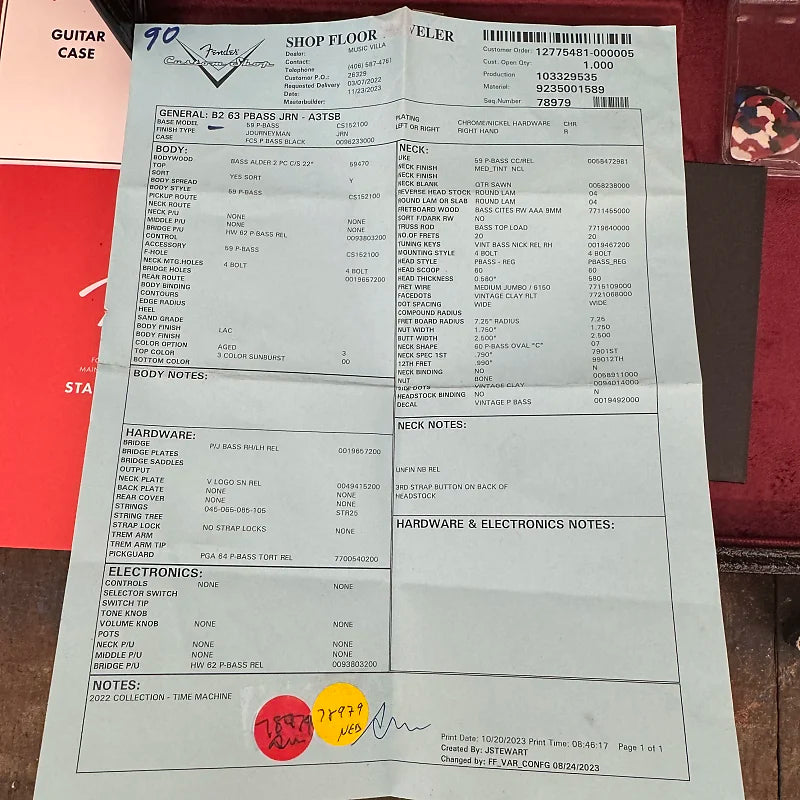 GUITAR
CASE
90
Fender
Custom Shop
SHOP FLOOR VELER
Dealer: MUSIC VILLA
Contact:
Telephone (406) 587-4761
Customer P.O.: 26329
Requested Delivery 03/07/2022
Date: 11/23/2023
Masterbuilder:
Customer Order: 12775481-000005
Cust. Open Qty: 1.000
Production 103329535
Material: 9235001589
Seq.Number 78979
GENERAL: B2 63 PBASS JRN - A3TSB
BASE MODEL 59 P-BASS CS152100
FINISH TYPE JOURNEYMAN JRN
CASE FCS P BASS BLACK 0096233000
PLATING CHROME/NICKEL HARDWARE CHR
LEFT OR RIGHT RIGHT HAND R
BODY:
BODYWOOD BASS ALDER 2 PC C/S 22" 59470
TOP
SORT YES SORT Y
BODY SPREAD
BODY STYLE 59 P-BASS CS152100
PICKUP ROUTE
NECK ROUTE
NECK P/U NONE NONE
MIDDLE P/U NONE NONE
BRIDGE P/U HW 62 P-BASS REL 0093803200
CONTROL
ACCESSORY 59 P-BASS CS152100
F-HOLE
NECK MTG.HOLES 4 BOLT 4 BOLT
BRIDGE HOLES 0019657200
REAR ROUTE
BODY BINDING
CONTOURS
EDGE RADIUS
HEEL
SAND GRADE
BODY FINISH LAC
BODY FINISH
COLOR OPTION AGED
TOP COLOR 3 COLOR SUNBURST 3
BOTTOM COLOR 00
BODY NOTES:
NECK:
LIKE 59 P-BASS CC/REL 0058472981
NECK FINISH MED_TINT NCL
NECK FINISH
NECK BLANK QTR SAWN 0058238000
REVERSE HEAD STOCK ROUND LAM 04
ROUND LAM OR SLAB ROUND LAM 04
FRETBOARD WOOD BASS CITES RW AAA 9MM 7711455000
SORT F/DARK RW NO
TRUSS ROD BASS TOP LOAD 7719640000
NO.OF FRETS 20 20
TUNING KEYS VINT BASS NICK REL RH 0019467200
MOUNTING STYLE 4 BOLT 4 BOLT
HEAD STYLE PBASS - REG PBASS_REG
HEAD SCOOP 60 60
HEAD THICKNESS 0.580" 580
FRET WIRE MEDIUM JUMBO / 6150 7715109000
FACEDOTS VINTAGE CLAY RLT 7721068000
DOT SPACING WIDE WIDE
COMPOUND RADIUS
FRET BOARD RADIUS 7.25" RADIUS 7.25
NUT WIDTH 1.750" 1.750
BUTT WIDTH 2.500" 2.500
NECK SHAPE 60 P-BASS OVAL "C" 07
NECK SPEC 1ST .790" 7901ST
12TH FRET .990" 99012TH
NECK BINDING NO N
NUT BONE 0058911000
SIDE DOTS VINTAGE CLAY 0094014000
HEADSTOCK BINDING NO N
DECAL VINTAGE P BASS 0019492000
NECK NOTES:
UNFIN NB REL
3RD STRAP BUTTON ON BACK OF
HEADSTOCK
HARDWARE:
BRIDGE P/J BASS RH/LH REL 0019657200
BRIDGE PLATES
BRIDGE SADDLES
OUTPUT
NECK PLATE V LOGO SN REL 0049415200
BACK PLATE NONE NONE
REAR COVER NONE NONE
STRINGS 045-065-085-105 STR25
STRING TREE
STRAP LOCK NO STRAP LOCKS NONE
TREM ARM
TREM ARM TIP
PICKGUARD PGA 64 P-BASS TORT REL 7700540200
HARDWARE & ELECTRONICS NOTES:
ELECTRONICS:
CONTROLS NONE NONE
SELECTOR SWITCH
SWITCH TIP
TONE KNOB
VOLUME KNOB NONE NONE
POTS
NECK P/U NONE NONE
MIDDLE P/U NONE NONE
BRIDGE P/U HW 62 P-BASS REL 0093803200
NOTES:
2022 COLLECTION - TIME MACHINE
78979
78979
NEB
Print Date: 10/20/2023 Print Time: 08:46:17 Page 1 of 1
Created By: JSTEWART
Changed by: FF_VAR_CONFG 08/24/2023
STA